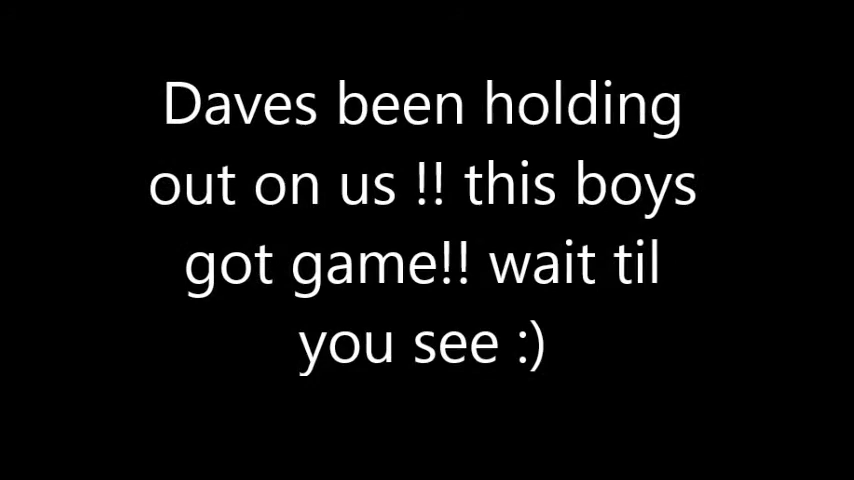 Daves been holding
out on us !! this boys
got game!! wait til
you see :)